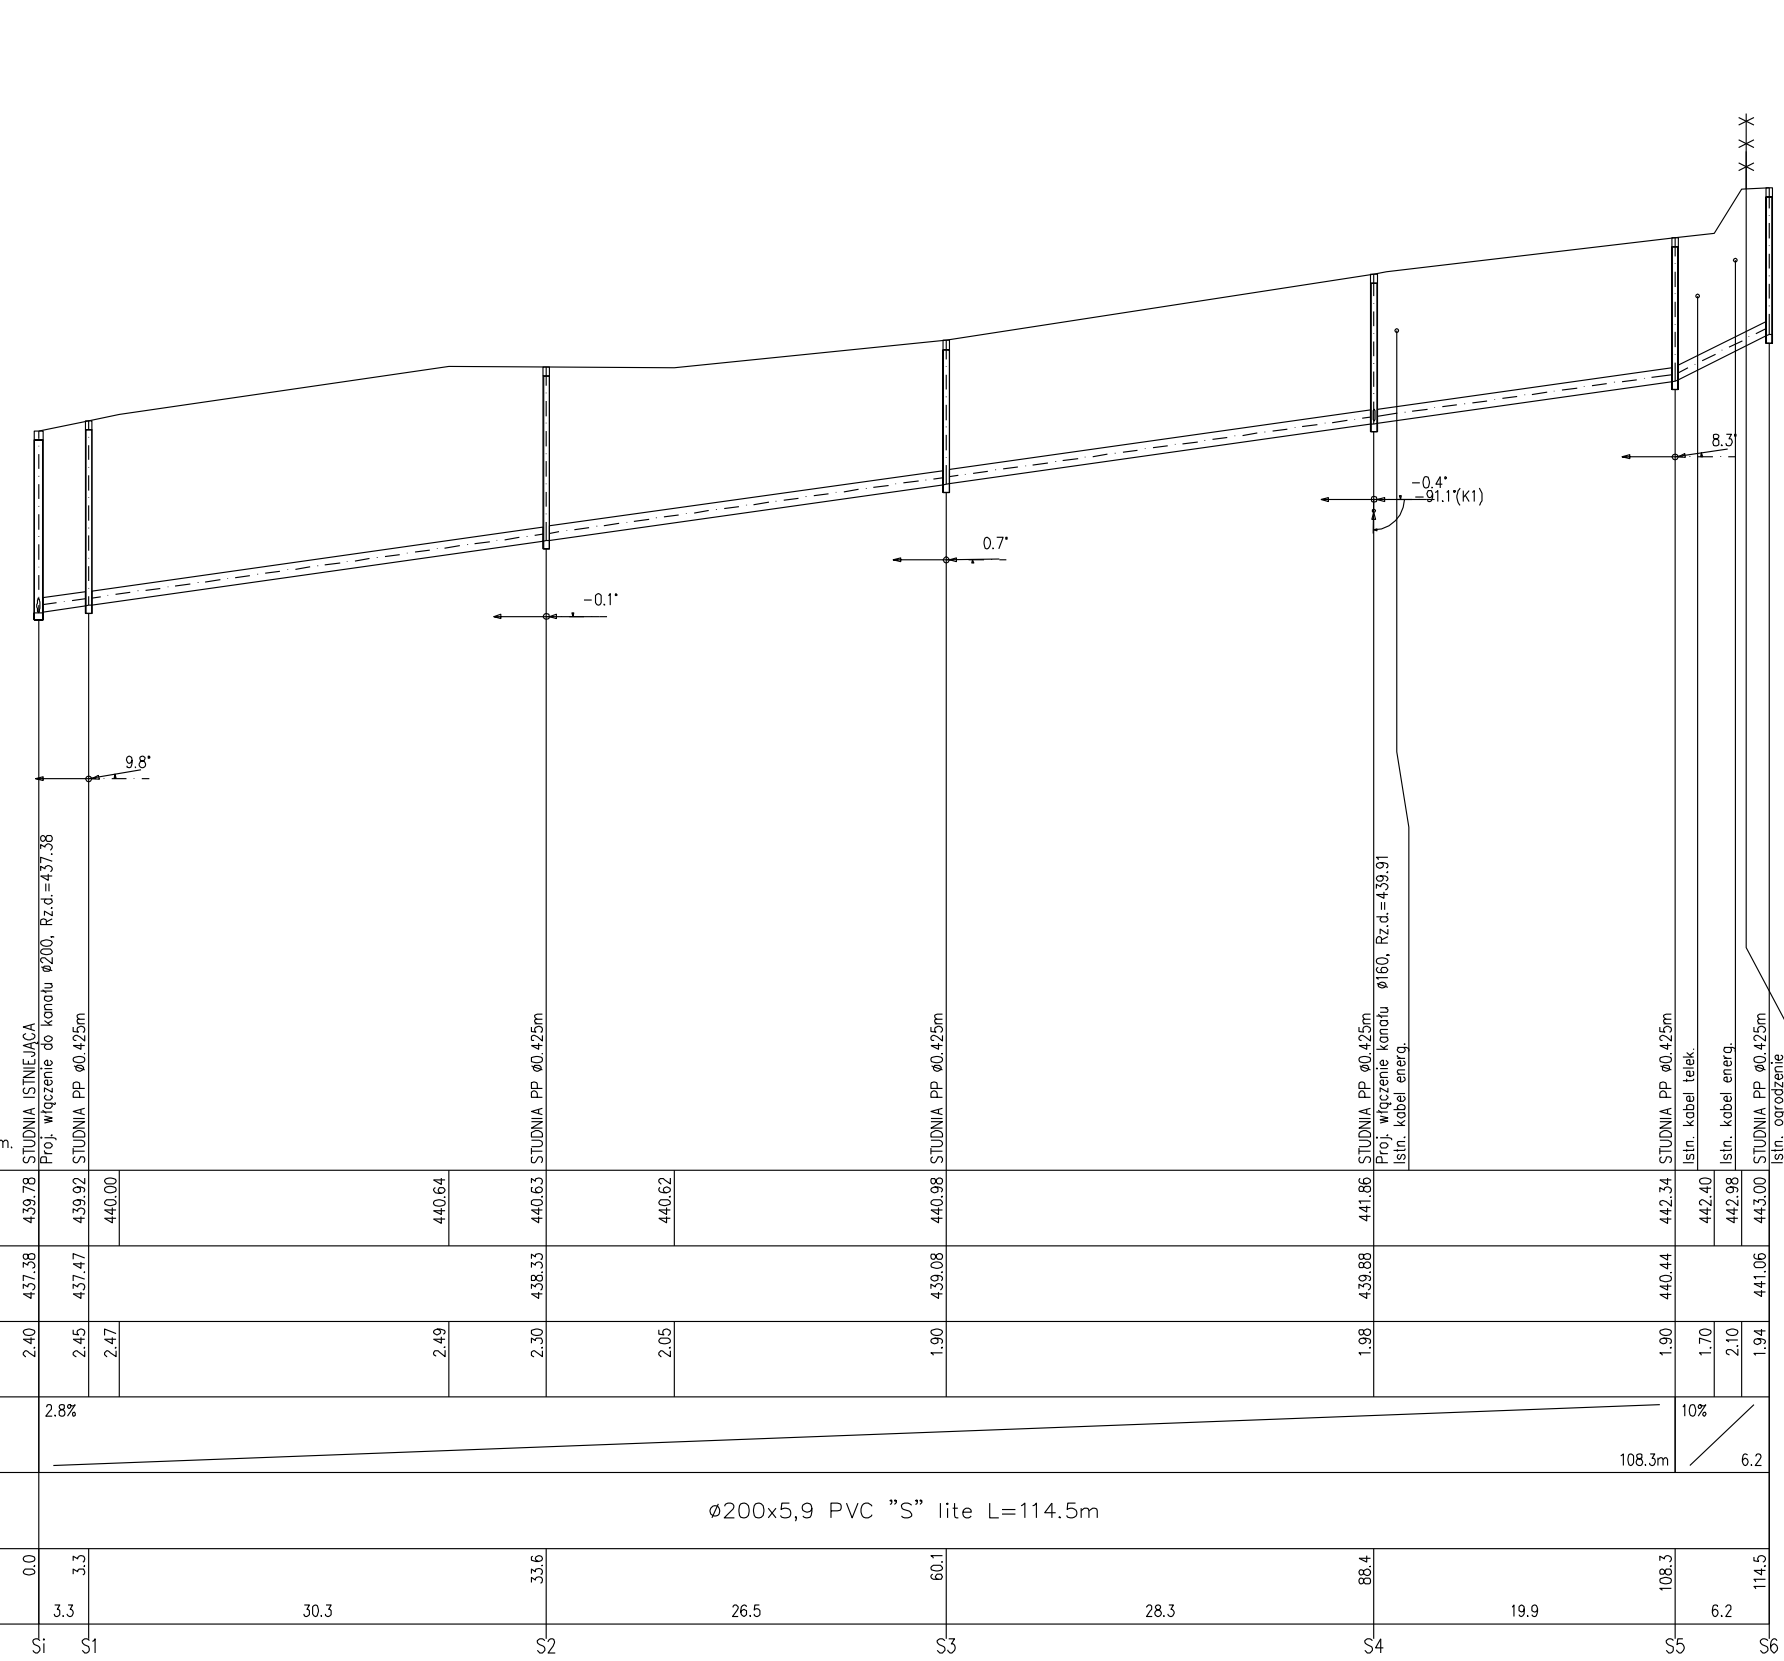 8.3°
-0.4°
-91.1°(K1)
0.7°
-0.1°
9.8°
m.
STUDNIA ISTNIEJĄCA
Proj. włączenie do kanału ø200, Rz.d.=437.38
STUDNIA PP ø0.425m
STUDNIA PP ø0.425m
STUDNIA PP ø0.425m
STUDNIA PP ø0.425m
Proj. włączenie kanału ø160, Rz.d.=439.91
Istn. kabel energ.
STUDNIA PP ø0.425m
Istn. kabel telek.
Istn. kabel energ.
STUDNIA PP ø0.425m
Istn. ogrodzenie
439.78 439.92 440.00 440.64 440.63 440.62 440.98 441.86 442.34 442.40 442.98 443.00
437.38 437.47 438.33 439.08 439.88 440.44 441.06
2.40 2.45 2.47 2.49 2.30 2.05 1.90 1.98 1.90 1.70 2.10 1.94
2.8% 10%
108.3m 6.2
ø200x5,9 PVC "S" lite L=114.5m
0.0 3.3 33.6 60.1 88.4 108.3 114.5
3.3 30.3 26.5 28.3 19.9 6.2
Si S1 S2 S3 S4 S5 S6